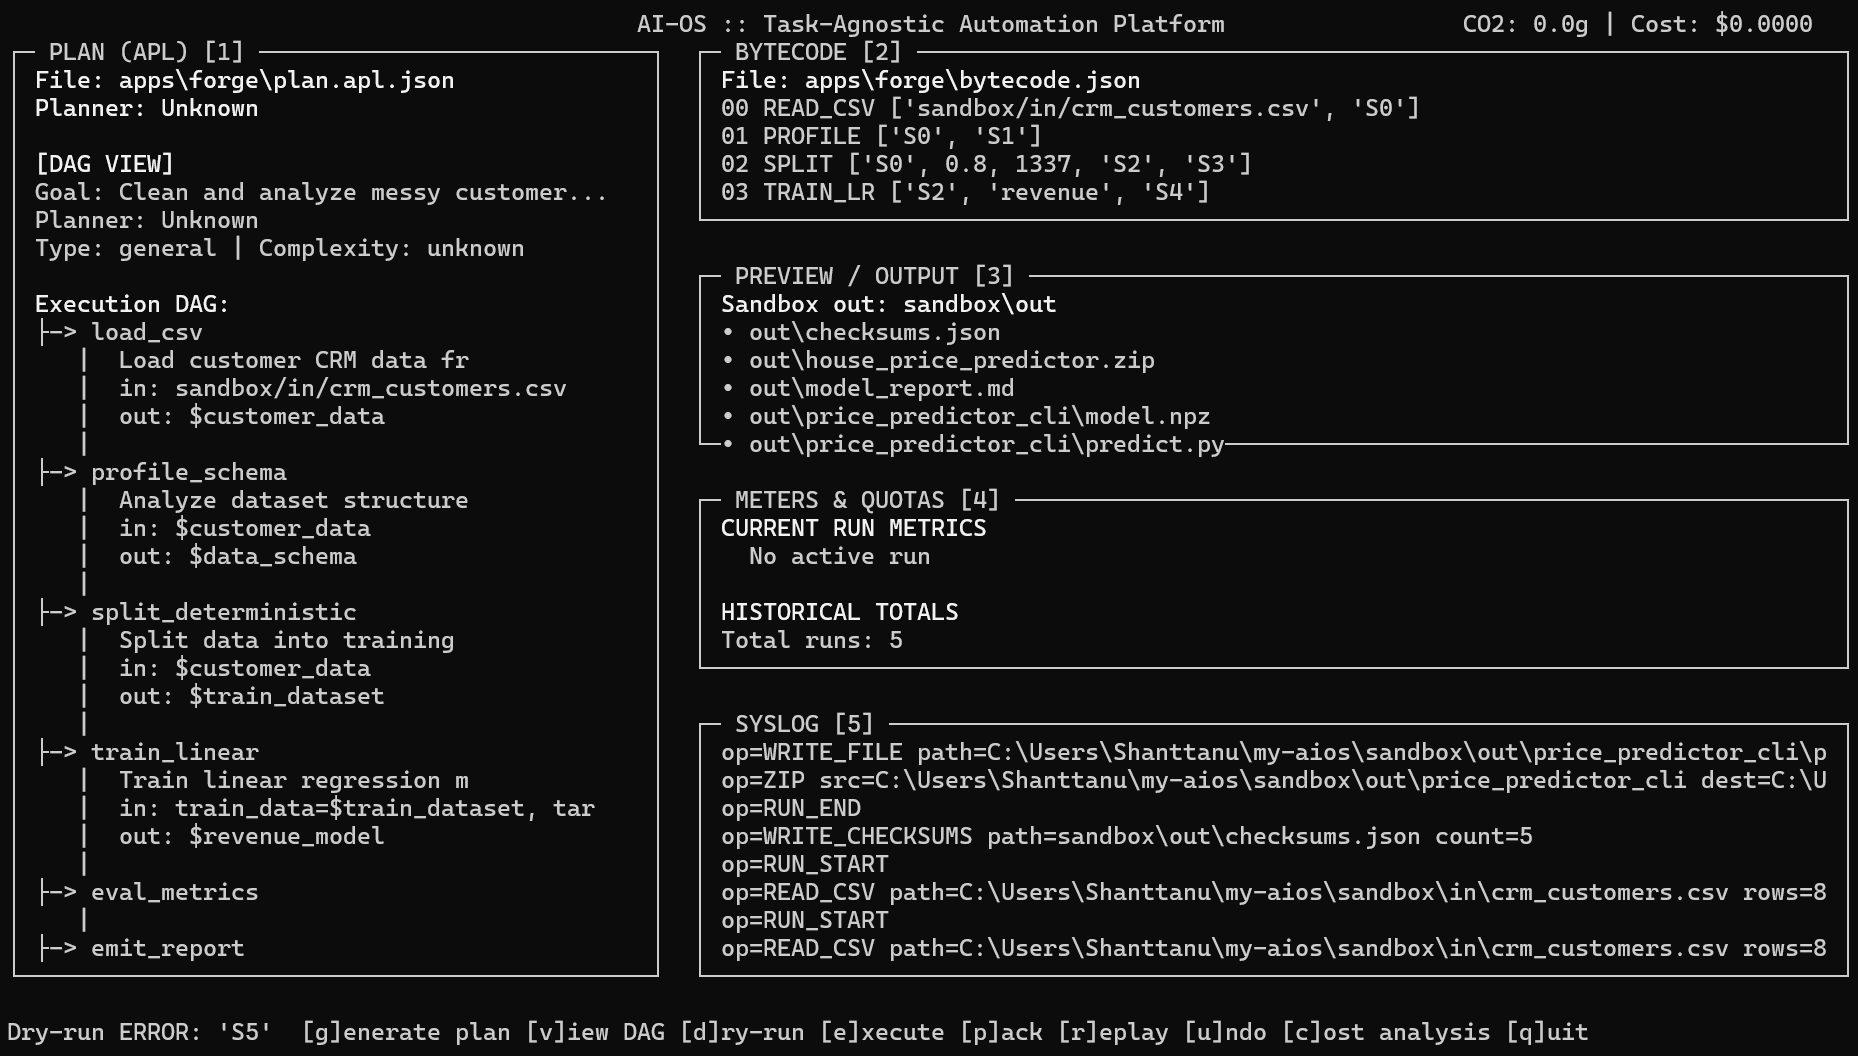 AI-OS :: Task-Agnostic Automation Platform
CO2: 0.0g | Cost: $0.0000
PLAN (APL) [1]
File: apps\forge\plan.apl.json
Planner: Unknown
[DAG VIEW]
Goal: Clean and analyze messy customer...
Planner: Unknown
Type: general | Complexity: unknown
Execution DAG:
├─> load_csv
│ Load customer CRM data fr
│ in: sandbox/in/crm_customers.csv
│ out: $customer_data
│
├─> profile_schema
│ Analyze dataset structure
│ in: $customer_data
│ out: $data_schema
│
├─> split_deterministic
│ Split data into training
│ in: $customer_data
│ out: $train_dataset
│
├─> train_linear
│ Train linear regression m
│ in: train_data=$train_dataset, tar
│ out: $revenue_model
│
├─> eval_metrics
│
├─> emit_report
BYTECODE [2]
File: apps\forge\bytecode.json
00 READ_CSV ['sandbox/in/crm_customers.csv', 'S0']
01 PROFILE ['S0', 'S1']
02 SPLIT ['S0', 0.8, 1337, 'S2', 'S3']
03 TRAIN_LR ['S2', 'revenue', 'S4']
PREVIEW / OUTPUT [3]
Sandbox out: sandbox\out
• out\checksums.json
• out\house_price_predictor.zip
• out\model_report.md
• out\price_predictor_cli\model.npz
• out\price_predictor_cli\predict.py
METERS & QUOTAS [4]
CURRENT RUN METRICS
No active run
HISTORICAL TOTALS
Total runs: 5
SYSLOG [5]
op=WRITE_FILE path=C:\Users\Shanttanu\my-aios\sandbox\out\price_predictor_cli\p
op=ZIP src=C:\Users\Shanttanu\my-aios\sandbox\out\price_predictor_cli dest=C:\U
op=RUN_END
op=WRITE_CHECKSUMS path=sandbox\out\checksums.json count=5
op=RUN_START
op=READ_CSV path=C:\Users\Shanttanu\my-aios\sandbox\in\crm_customers.csv rows=8
op=RUN_START
op=READ_CSV path=C:\Users\Shanttanu\my-aios\sandbox\in\crm_customers.csv rows=8
Dry-run ERROR: 'S5' [g]enerate plan [v]iew DAG [d]ry-run [e]xecute [p]ack [r]eplay [u]ndo [c]ost analysis [q]uit